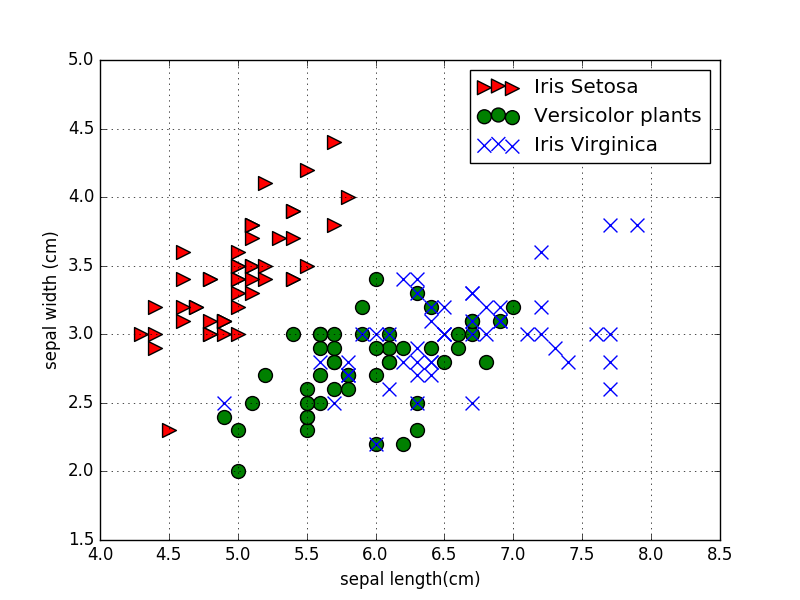 5.0
4.5
4.0
3.5
3.0
2.5
2.0
1.5
sepal width (cm)
Iris Setosa
Versicolor plants
Iris Virginica
4.0 4.5 5.0 5.5 6.0 6.5 7.0 7.5 8.0 8.5
sepal length(cm)